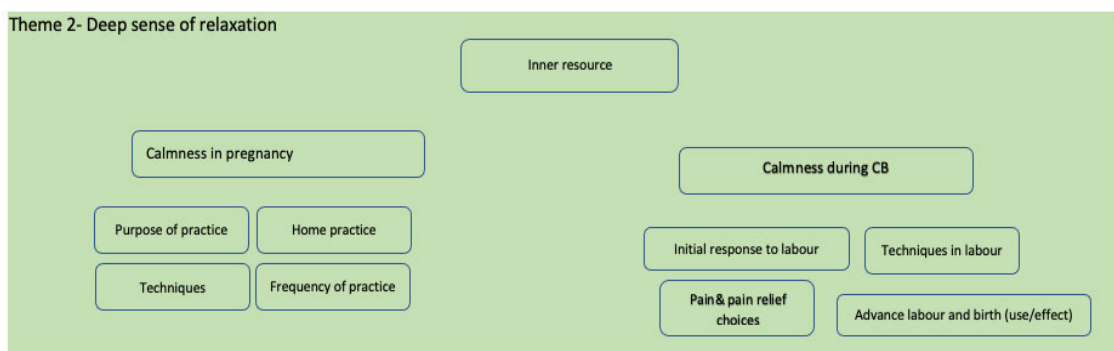 Theme 2- Deep sense of relaxation
Inner resource
Calmness in pregnancy
Calmness during CB
Purpose of practice
Home practice
Techniques
Frequency of practice
Initial response to labour
Techniques in labour
Pain& pain relief
choices
Advance labour and birth (use/effect)